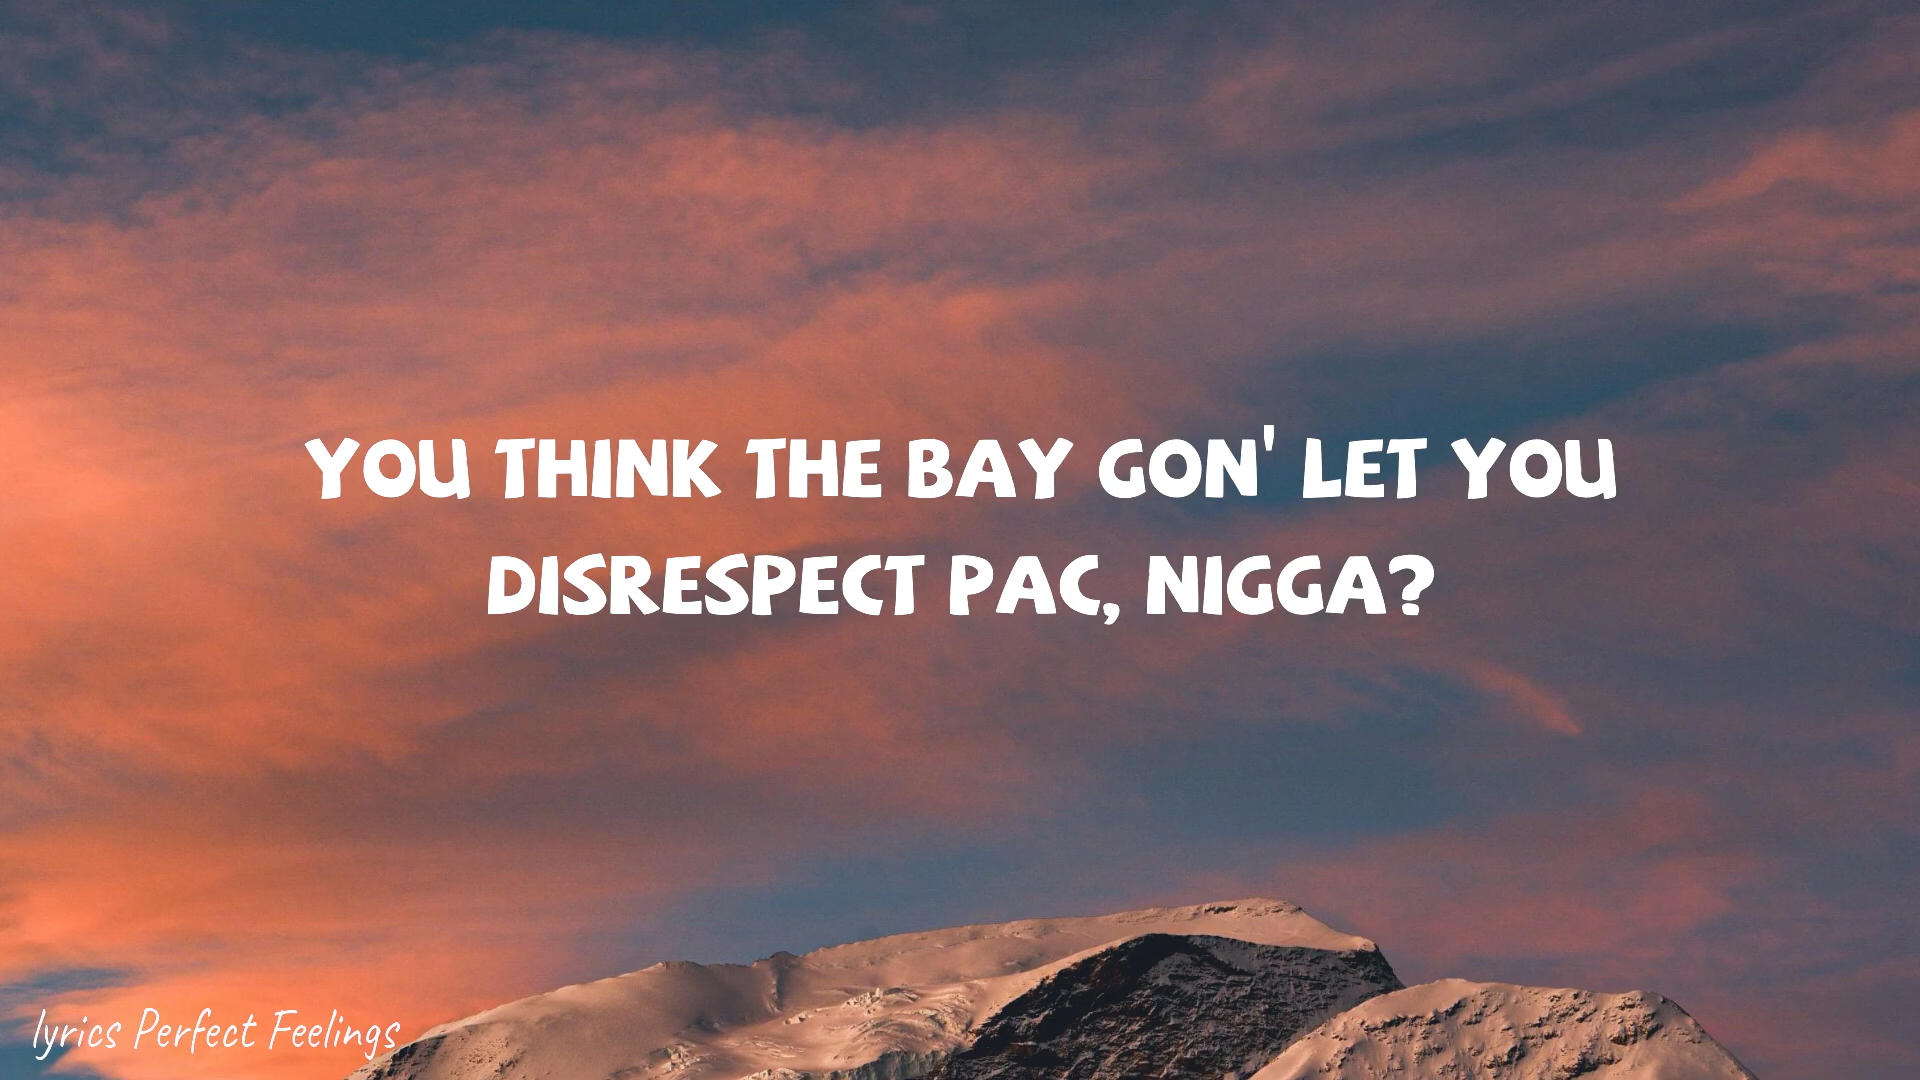 YOU THINK THE BAY GON' LET YOU
DISRESPECT PAC, NIGGA?
lyrics Perfect Feelings